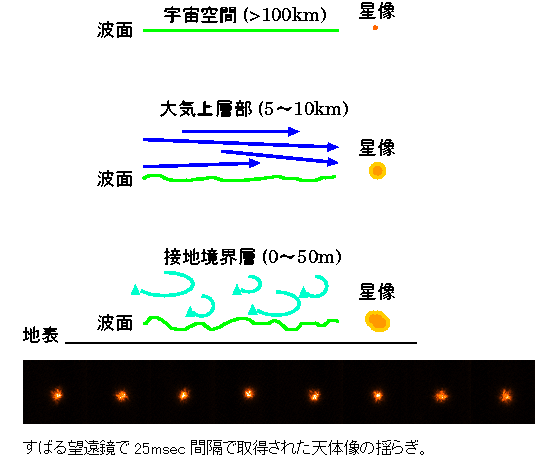 宇宙空間 (>100km)
星像
波面
大気上層部 (5～10km)
星像
波面
接地境界層 (0～50m)
星像
波面
地表
すばる望遠鏡で 25msec 間隔で取得された天体像の揺らぎ。